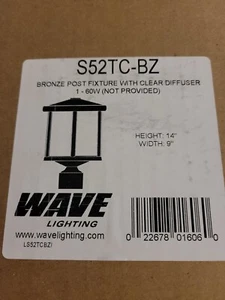 S52TC-BZ
BRONZE POST FIXTURE WITH CLEAR DIFFUSER
1 - 60W (NOT PROVIDED)
HEIGHT: 14"
WIDTH: 9"
WAVE
LIGHTING
www.wavelighting.com
LS52TCBZI
0 22678 01606 0